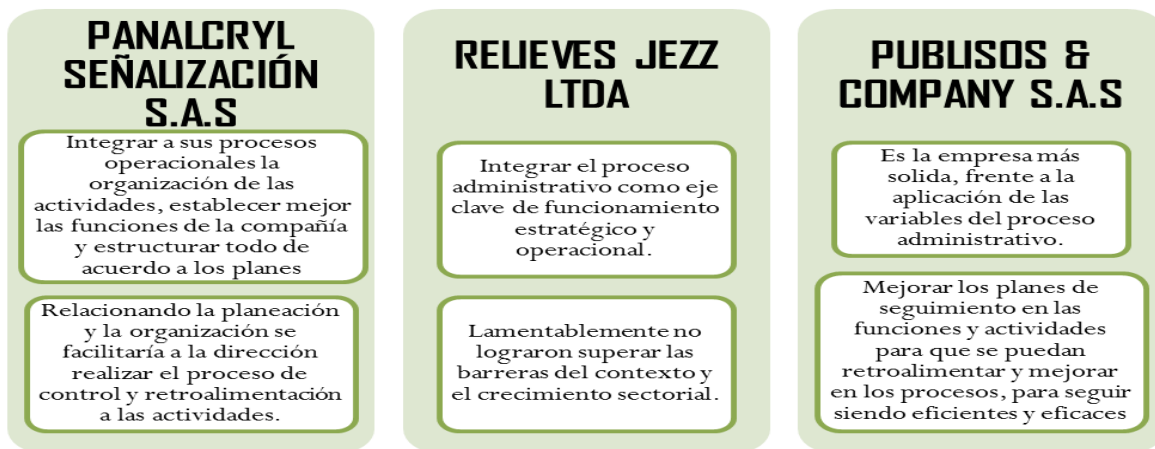 PANALCRYL
SEÑALIZACIÓN
S.A.S
Integrar a sus procesos
operacionales la
organización de las
actividades, establecer mejor
las funciones de la compañía
y estructurar todo de
acuerdo a los planes
Relacionando la planeación
y la organización se
facilitaría a la dirección
realizar el proceso de
control y retroalimentación
a las actividades.
RELIEVES JEZZ
LTDA
Integrar el proceso
administrativo como eje
clave de funcionamiento
estratégico y
operacional.
Lamentablemente no
lograron superar las
barreras del contexto y
el crecimiento sectorial.
PUBLISOS &
COMPANY S.A.S
Es la empresa más
solida, frente a la
aplicación de las
variables del proceso
administrativo.
Mejorar los planes de
seguimiento en las
funciones y actividades
para que se puedan
retroalimentar y mejorar
en los procesos, para seguir
siendo eficientes y eficaces